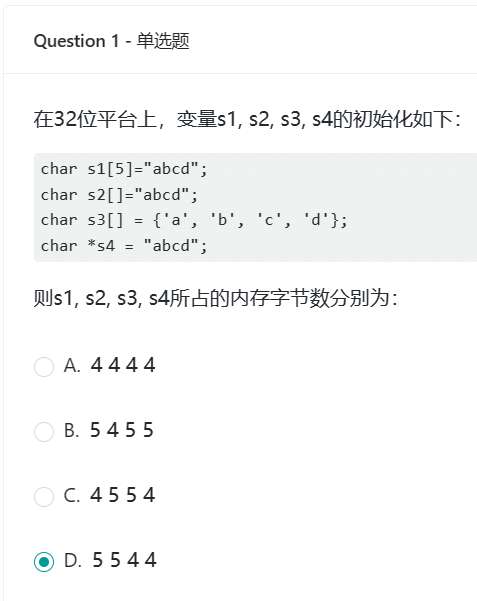 Question 1 - 单选题
在32位平台上，变量s1, s2, s3, s4的初始化如下：
char s1[5]="abcd";
char s2[]="abcd";
char s3[] = {'a', 'b', 'c', 'd'};
char *s4 = "abcd";
则s1, s2, s3, s4所占的内存字节数分别为：
A. 4 4 4 4
B. 5 4 5 5
C. 4 5 5 4
D. 5 5 4 4